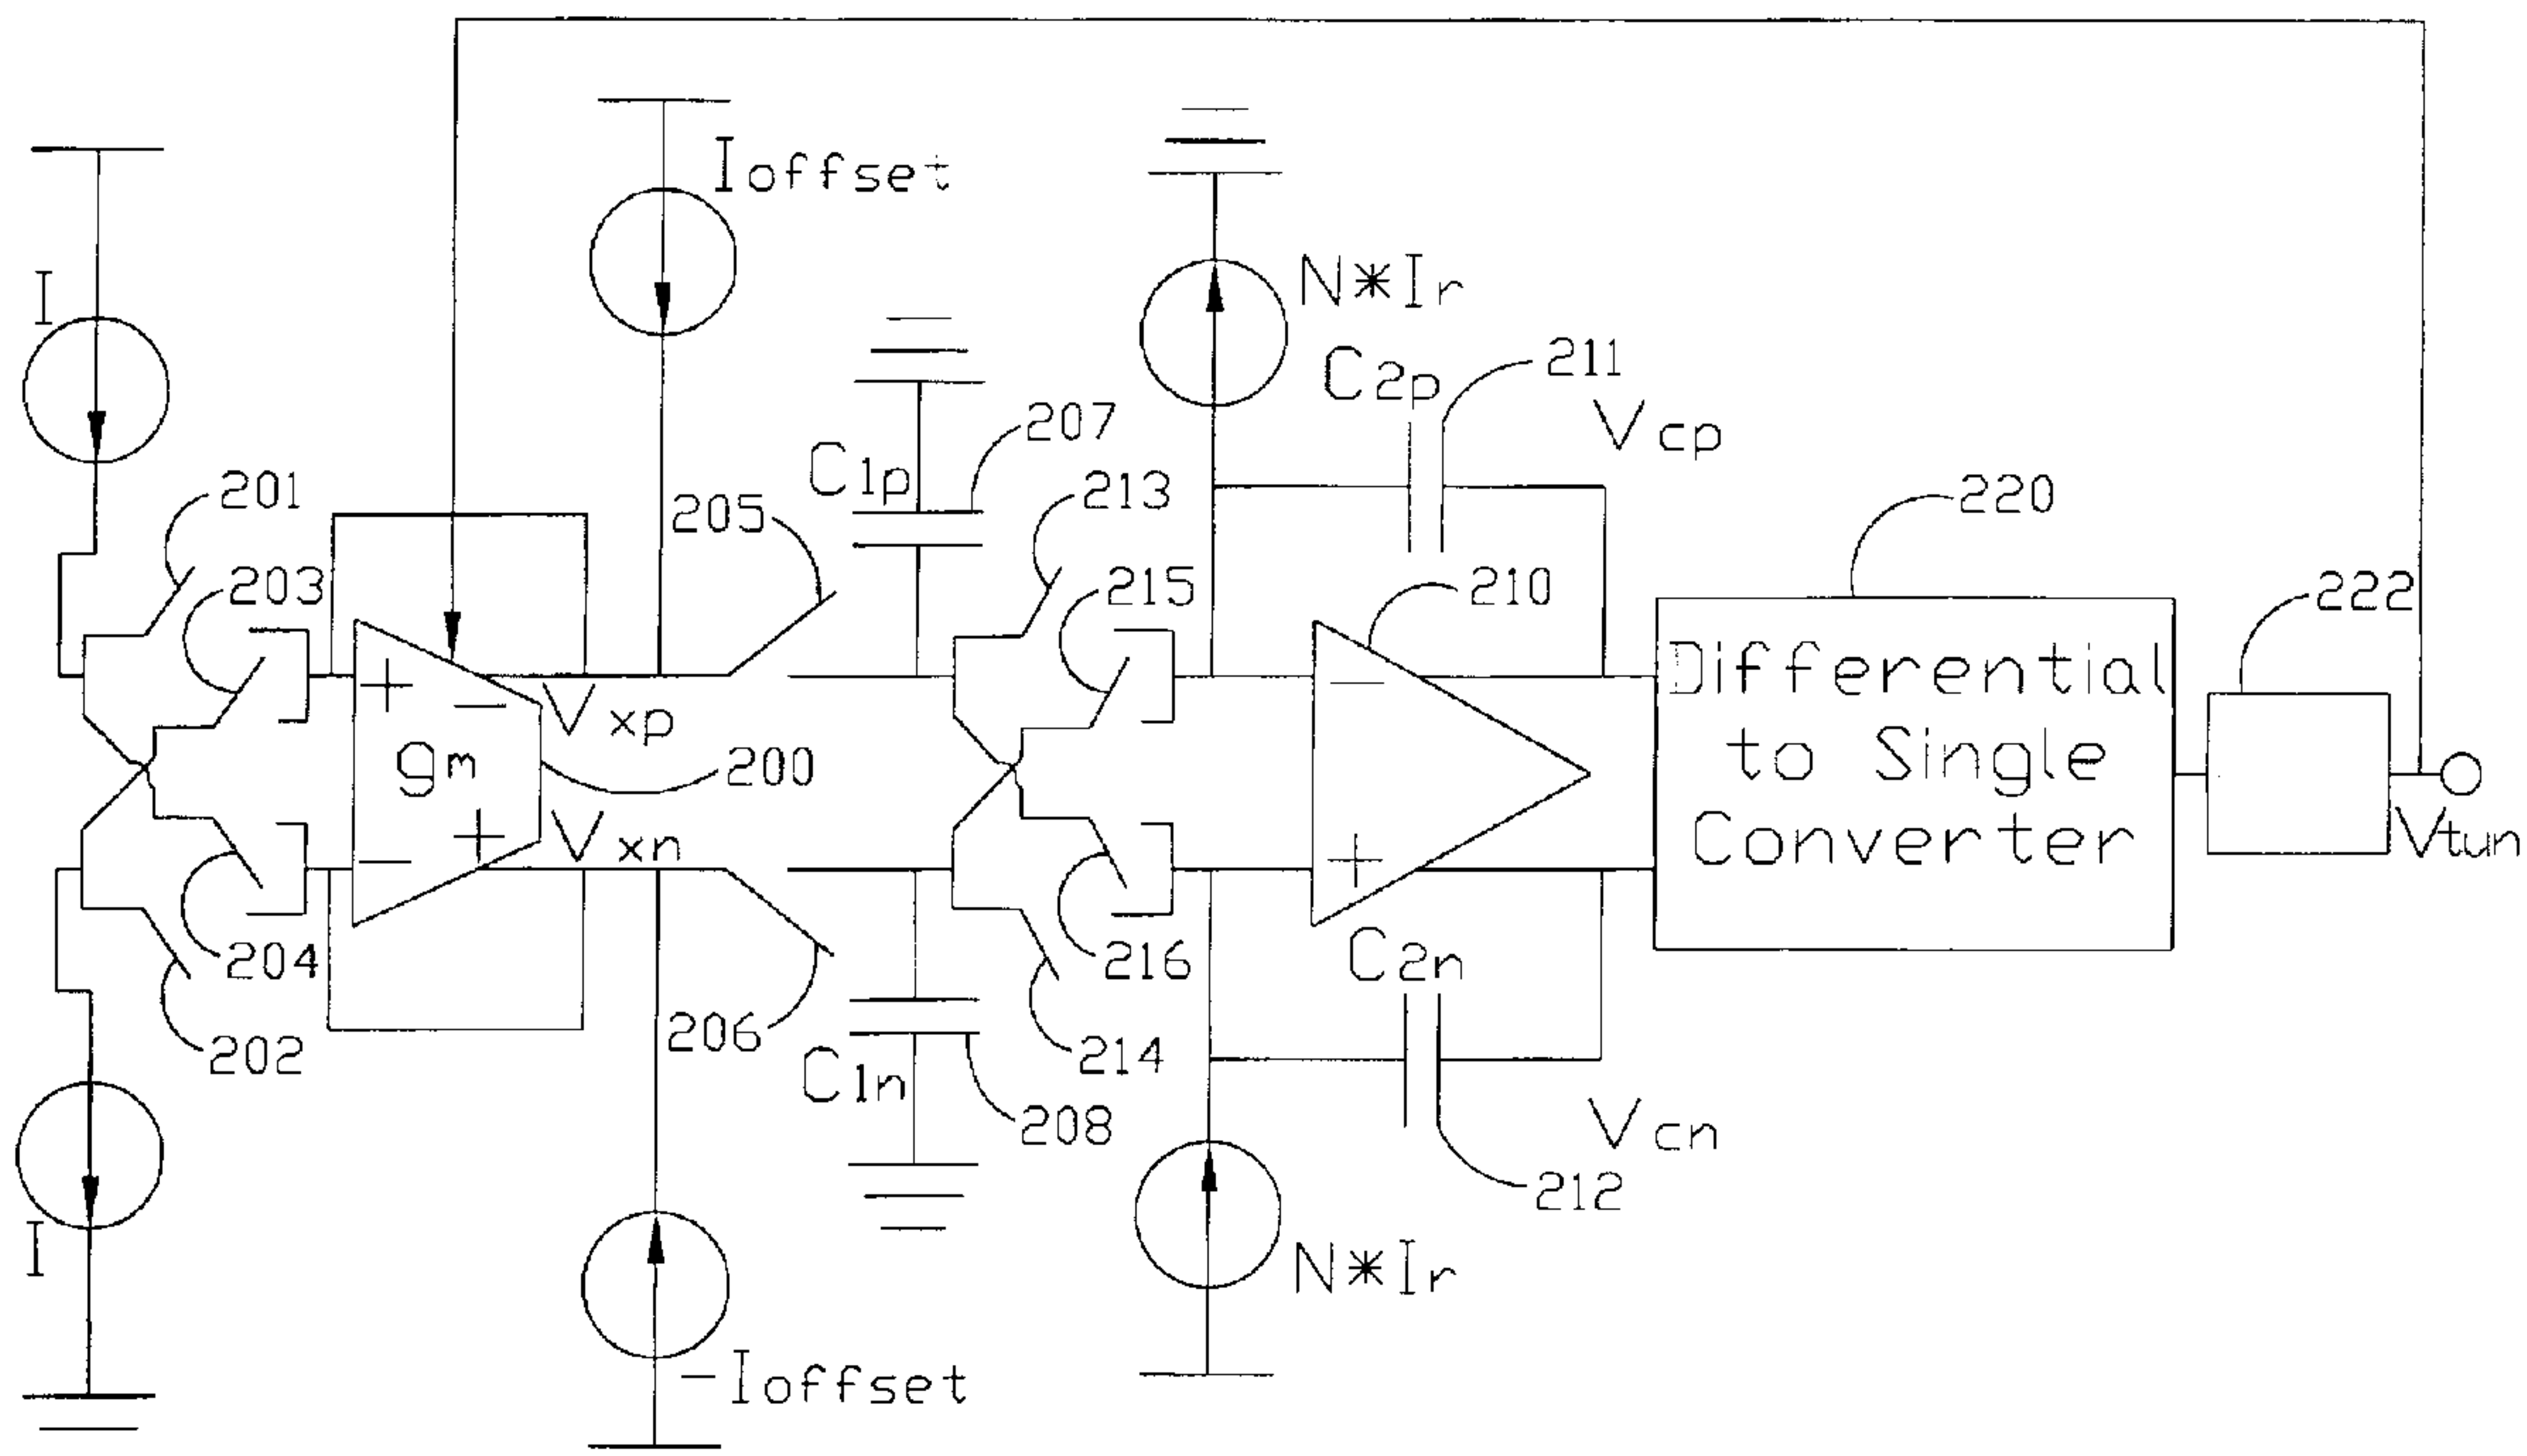 Ioffset
I
N*Ir
C2p
211
Vcp
207
C1p
201
213
205
220
203
215
210
222
+
-
Vxp
gm
200
+
-
Vxn
-
+
Differential
to Single
Converter
Vtun
204
216
C2n
202
206
C1n
214
208
Vcn
212
I
N*Ir
-Ioffset